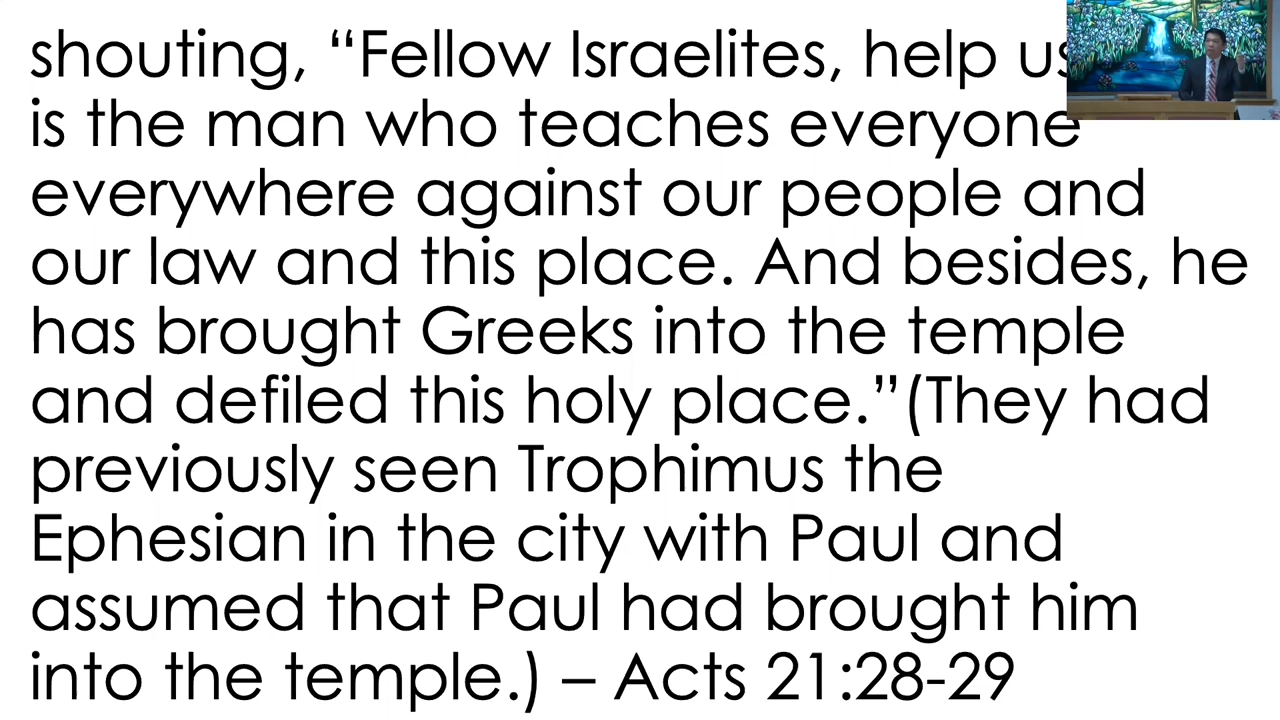 shouting, “Fellow Israelites, help us
is the man who teaches everyone
everywhere against our people and
our law and this place. And besides, he
has brought Greeks into the temple
and defiled this holy place.”(They had
previously seen Trophimus the
Ephesian in the city with Paul and
assumed that Paul had brought him
into the temple.) – Acts 21:28-29